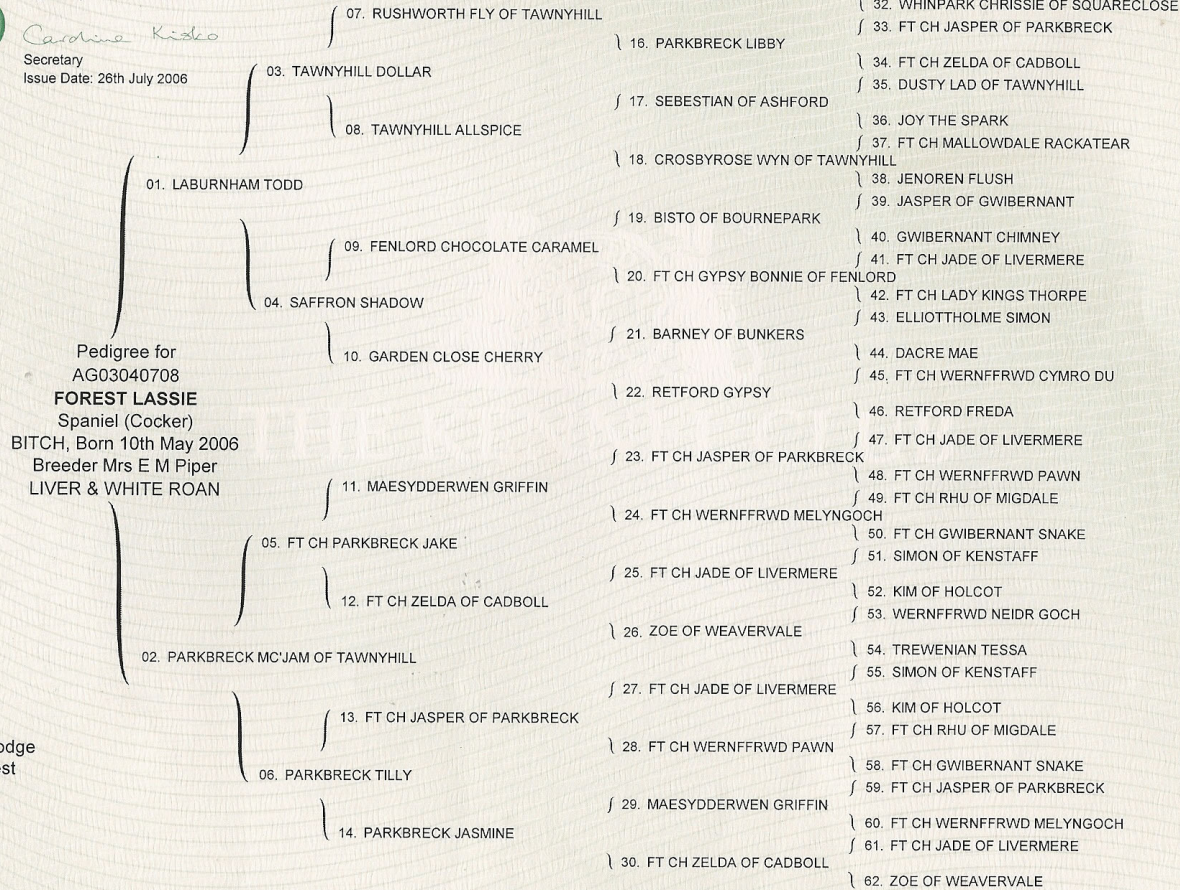 Caroline Kisko
Secretary
Issue Date: 26th July 2006
Pedigree for
AG03040708
FOREST LASSIE
Spaniel (Cocker)
BITCH, Born 10th May 2006
Breeder Mrs E M Piper
LIVER & WHITE ROAN
odge
est
01. LABURNHAM TODD
02. PARKBRECK MC'JAM OF TAWNYHILL
03. TAWNYHILL DOLLAR
04. SAFFRON SHADOW
05. FT CH PARKBRECK JAKE
06. PARKBRECK TILLY
07. RUSHWORTH FLY OF TAWNYHILL
08. TAWNYHILL ALLSPICE
09. FENLORD CHOCOLATE CARAMEL
10. GARDEN CLOSE CHERRY
11. MAESYDDERWEN GRIFFIN
12. FT CH ZELDA OF CADBOLL
13. FT CH JASPER OF PARKBRECK
14. PARKBRECK JASMINE
16. PARKBRECK LIBBY
17. SEBESTIAN OF ASHFORD
18. CROSBYROSE WYN OF TAWNYHILL
19. BISTO OF BOURNEPARK
20. FT CH GYPSY BONNIE OF FENLORD
21. BARNEY OF BUNKERS
22. RETFORD GYPSY
23. FT CH JASPER OF PARKBRECK
24. FT CH WERNFFRWD MELYNGOCH
25. FT CH JADE OF LIVERMERE
26. ZOE OF WEAVERVALE
27. FT CH JADE OF LIVERMERE
28. FT CH WERNFFRWD PAWN
29. MAESYDDERWEN GRIFFIN
30. FT CH ZELDA OF CADBOLL
32. WHINPARK CHRISSIE OF SQUARECLOSE
33. FT CH JASPER OF PARKBRECK
34. FT CH ZELDA OF CADBOLL
35. DUSTY LAD OF TAWNYHILL
36. JOY THE SPARK
37. FT CH MALLOWDALE RACKATEAR
38. JENOREN FLUSH
39. JASPER OF GWIBERNANT
40. GWIBERNANT CHIMNEY
41. FT CH JADE OF LIVERMERE
42. FT CH LADY KINGS THORPE
43. ELLIOTTHOLME SIMON
44. DACRE MAE
45. FT CH WERNFFRWD CYMRO DU
46. RETFORD FREDA
47. FT CH JADE OF LIVERMERE
48. FT CH WERNFFRWD PAWN
49. FT CH RHU OF MIGDALE
50. FT CH GWIBERNANT SNAKE
51. SIMON OF KENSTAFF
52. KIM OF HOLCOT
53. WERNFFRWD NEIDR GOCH
54. TREWENIAN TESSA
55. SIMON OF KENSTAFF
56. KIM OF HOLCOT
57. FT CH RHU OF MIGDALE
58. FT CH GWIBERNANT SNAKE
59. FT CH JASPER OF PARKBRECK
60. FT CH WERNFFRWD MELYNGOCH
61. FT CH JADE OF LIVERMERE
62. ZOE OF WEAVERVALE